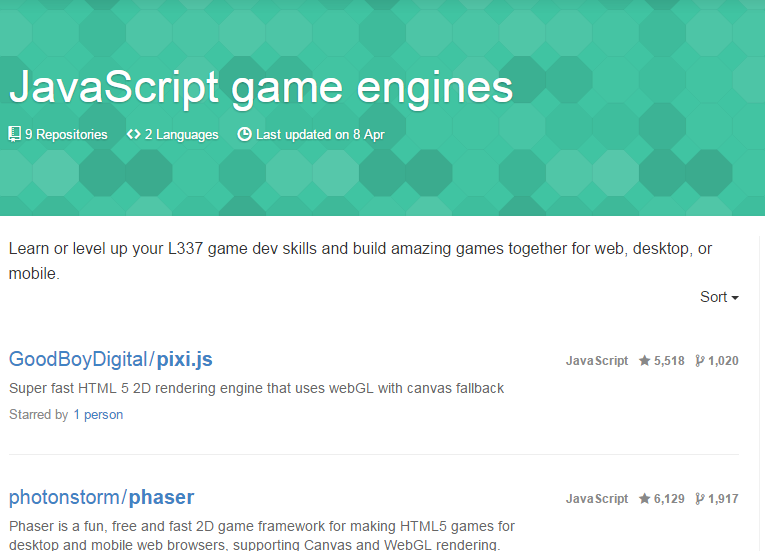 JavaScript game engines
9 Repositories 2 Languages Last updated on 8 Apr
Learn or level up your L337 game dev skills and build amazing games together for web, desktop, or
mobile.
Sort
GoodBoyDigital/pixi.js JavaScript 5,518 1,020
Super fast HTML 5 2D rendering engine that uses webGL with canvas fallback
Starred by 1 person
photonstorm/phaser JavaScript 6,129 1,917
Phaser is a fun, free and fast 2D game framework for making HTML5 games for
desktop and mobile web browsers, supporting Canvas and WebGL rendering.